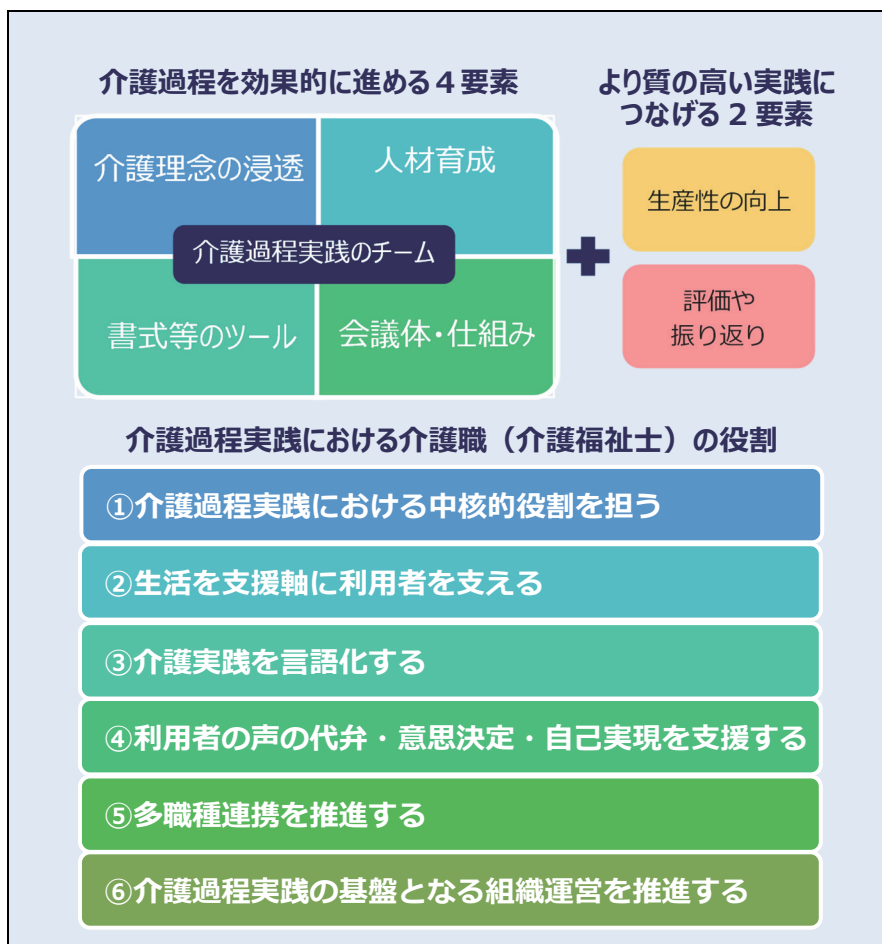 介護過程を効果的に進める４要素
より質の高い実践に
つなげる 2 要素
介護理念の浸透
人材育成
介護過程実践のチーム
書式等のツール
会議体・仕組み
生産性の向上
評価や
振り返り
介護過程実践における介護職（介護福祉士）の役割
①介護過程実践における中核的役割を担う
②生活を支援軸に利用者を支える
③介護実践を言語化する
④利用者の声の代弁・意思決定・自己実現を支援する
⑤多職種連携を推進する
⑥介護過程実践の基盤となる組織運営を推進する